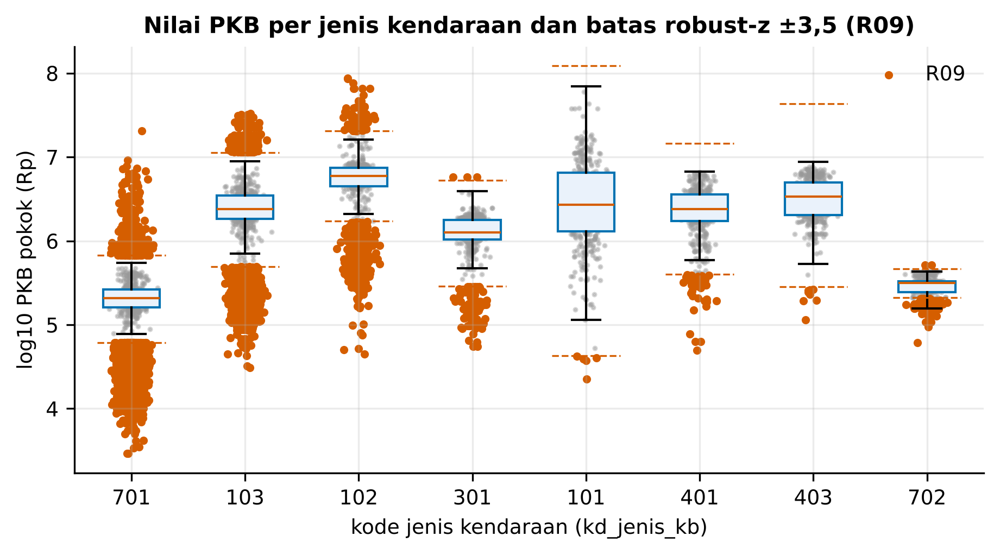 Nilai PKB per jenis kendaraan dan batas robust-z ±3,5 (R09)
log10 PKB pokok (Rp)
8
7
6
5
4
R09
701 103 102 301 101 401 403 702
kode jenis kendaraan (kd_jenis_kb)